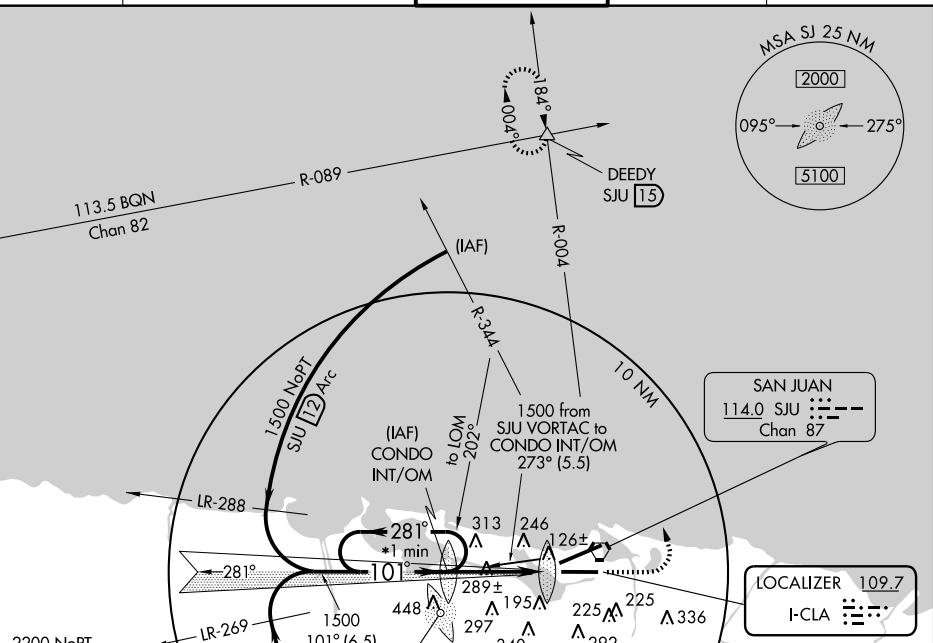 MSA SJ 25 NM
2000
095°
275°
5100
184°
004°
DEEDY
SJU 15
R-089
113.5 BQN
Chan 82
(IAF)
R-004
R-344
10 NM
1500 NoPT
SJU 12 Arc
SAN JUAN
114.0 SJU
Chan 87
1500 from
SJU VORTAC to
CONDO INT/OM
273° (5.5)
to LOM
202°
(IAF)
CONDO
INT/OM
LR-288
281°
*1 min
313
246
126±
281°
101°
289±
LOCALIZER 109.7
I-CLA
448
195
225
225
336
297
1500
101° (6.5)
LR-269
2200 NoPT